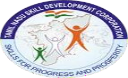 TAMIL NADU SKILL DEVELOPMENT CORPORATION
SKILLS FOR PROGRESS AND PROSPERITY